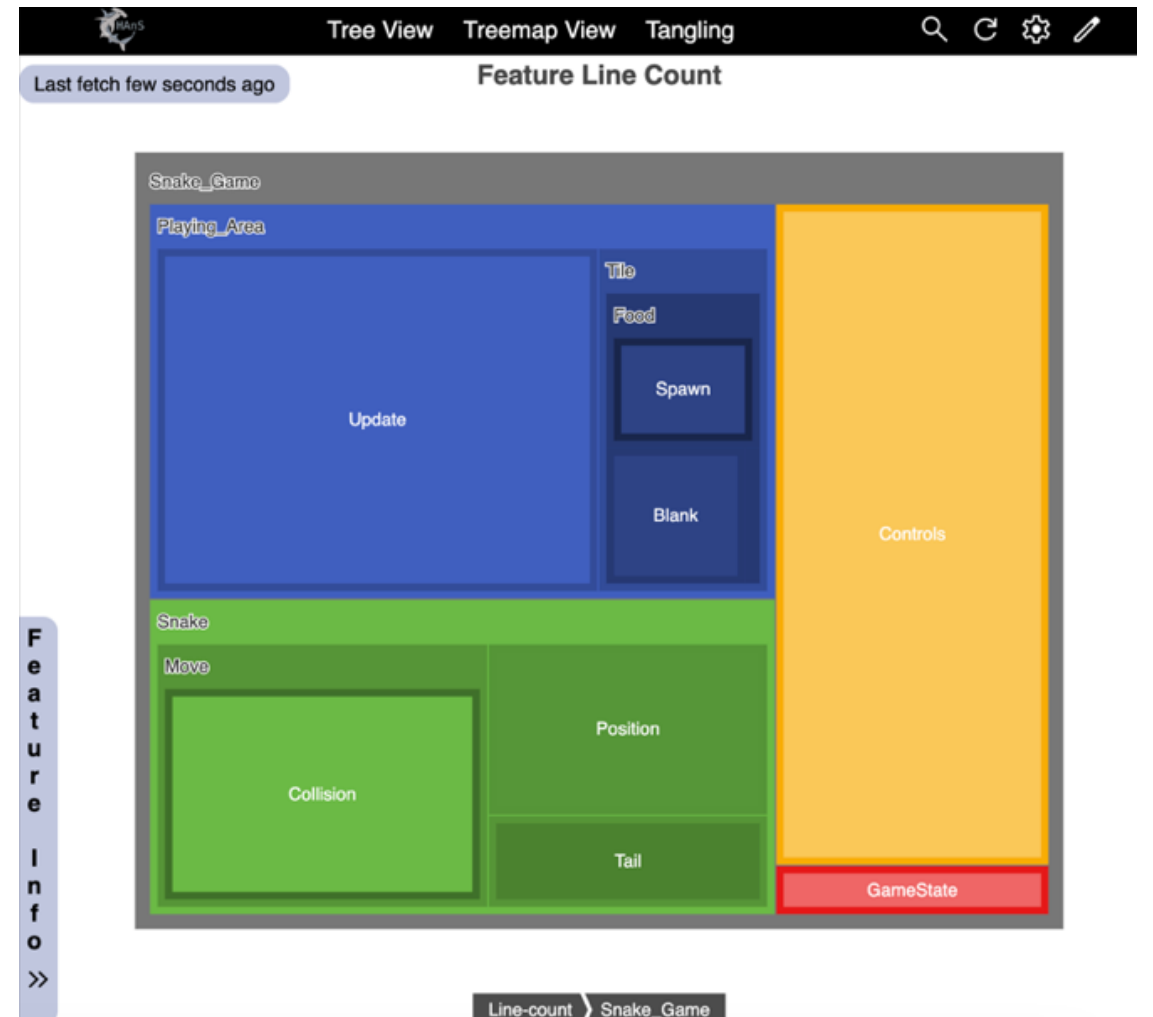 HAnS
Tree View Treemap View Tangling
Last fetch few seconds ago
Feature Line Count
Snake_Game
Playing_Area
Tile
Food
Spawn
Update
Blank
Controls
Snake
Move
Position
Collision
Tail
GameState
Feature Info
Line-count Snake_Game